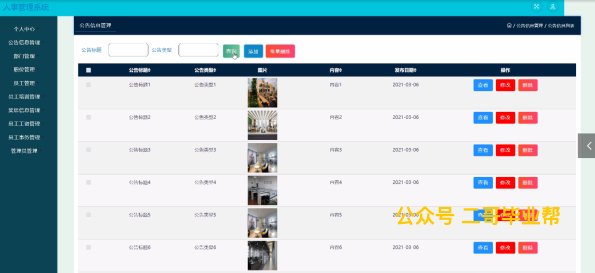 人事管理系统
个人中心
公告信息管理
部门管理
职位管理
员工管理
员工培训管理
奖惩信息管理
员工工资管理
员工事务管理
管理员管理
公告信息管理
/ 公告信息管理 / 公告信息列表
公告标题 公告类型 查询 添加 批量删除
公告标题 公告类型 图片 内容 发布日期 操作
公告标题1 公告类型1 内容1 2021-03-06 查看 修改 删除
公告标题2 公告类型2 内容2 2021-03-06 查看 修改 删除
公告标题3 公告类型3 内容3 2021-03-06 查看 修改 删除
公告标题4 公告类型4 内容4 2021-03-06 查看 修改 删除
公告标题5 公告类型5 内容5 2021-03-06 查看 修改 删除
公众号 二哥毕业帮
公告标题6 公告类型6 内容6 2021-03-06 查看 修改 删除